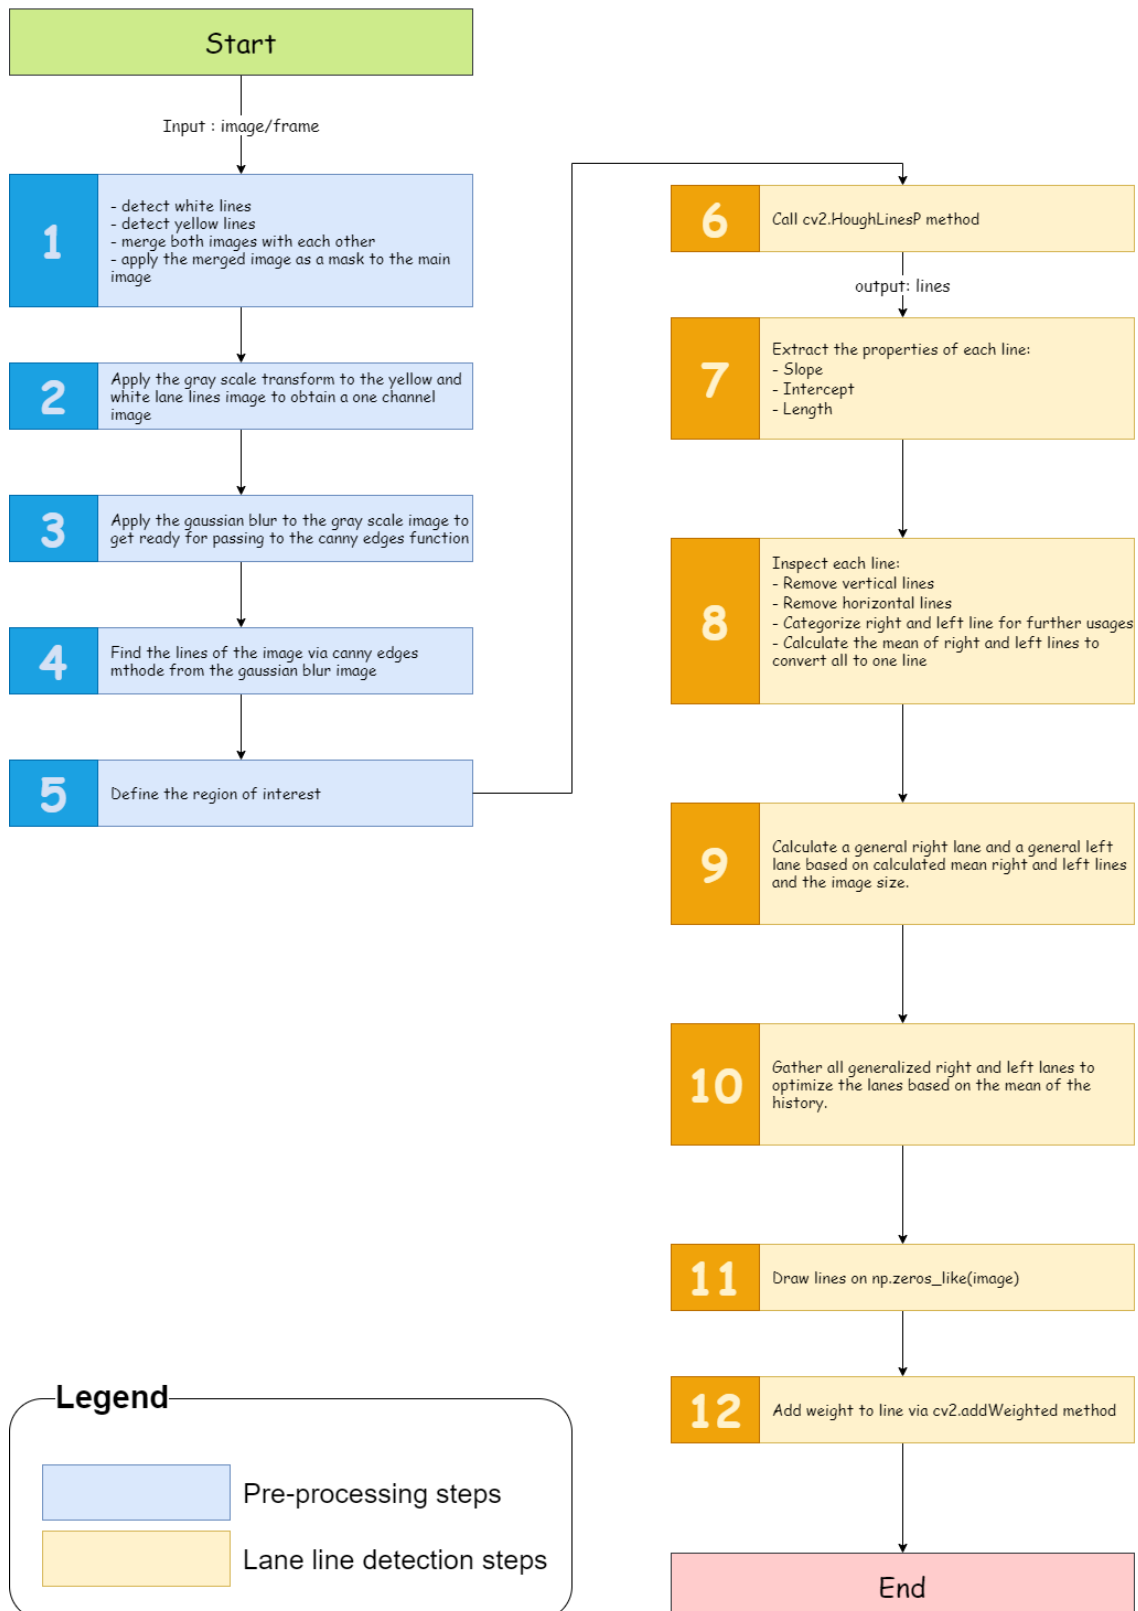 Start
Input : image/frame
1
- detect white lines
- detect yellow lines
- merge both images with each other
- apply the merged image as a mask to the main
image
2
Apply the gray scale transform to the yellow and
white lane lines image to obtain a one channel
image
3
Apply the gaussian blur to the gray scale image to
get ready for passing to the canny edges function
4
Find the lines of the image via canny edges
mthode from the gaussian blur image
5
Define the region of interest
6
Call cv2.HoughLinesP method
output: lines
7
Extract the properties of each line:
- Slope
- Intercept
- Length
8
Inspect each line:
- Remove vertical lines
- Remove horizontal lines
- Categorize right and left line for further usages
- Calculate the mean of right and left lines to
convert all to one line
9
Calculate a general right lane and a general left
lane based on calculated mean right and left lines
and the image size.
10
Gather all generalized right and left lanes to
optimize the lanes based on the mean of the
history.
11
Draw lines on np.zeros_like(image)
12
Add weight to line via cv2.addWeighted method
End
Legend
Pre-processing steps
Lane line detection steps